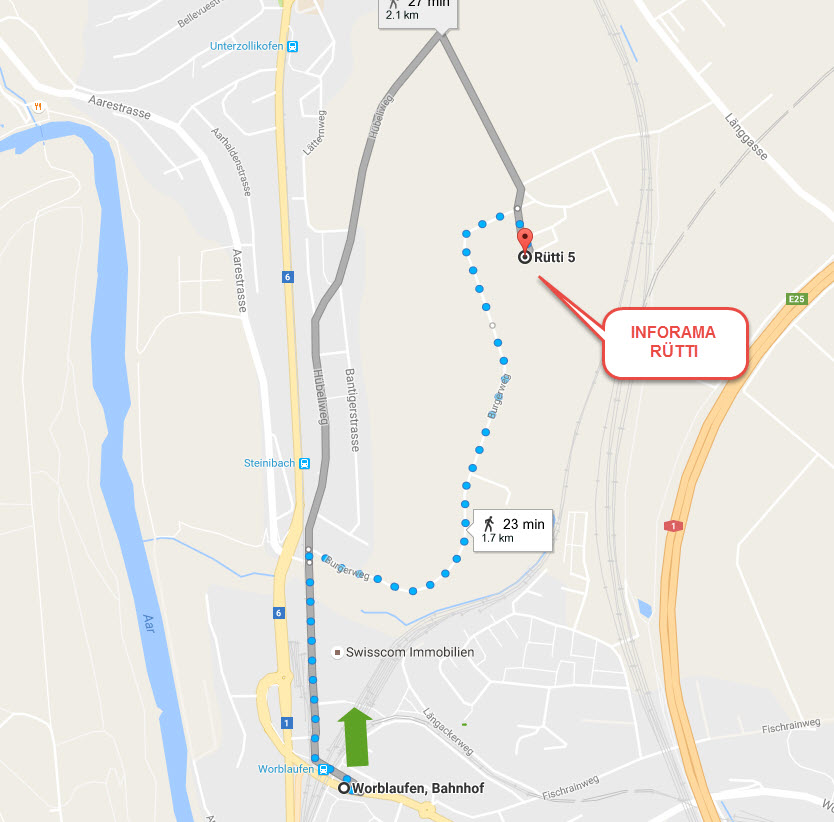 27 min
2.1 km
Bellevuestr
Unterzollikofen
Aarestrasse
Hübeliweg
Länggasse
Aarhaldenstrasse
Lätternweg
Rütti 5
Aarestrasse
6
E25
INFORAMA
RÜTTI
Hübeliweg
Bantigerstrasse
Burgerweg
Steinibach
23 min
1.7 km
1
Burgerweg
6
Aar
Swisscom Immobilien
Längackerweg
1
Fischrainweg
Worblaufen
Worblaufen, Bahnhof
Fischrainweg